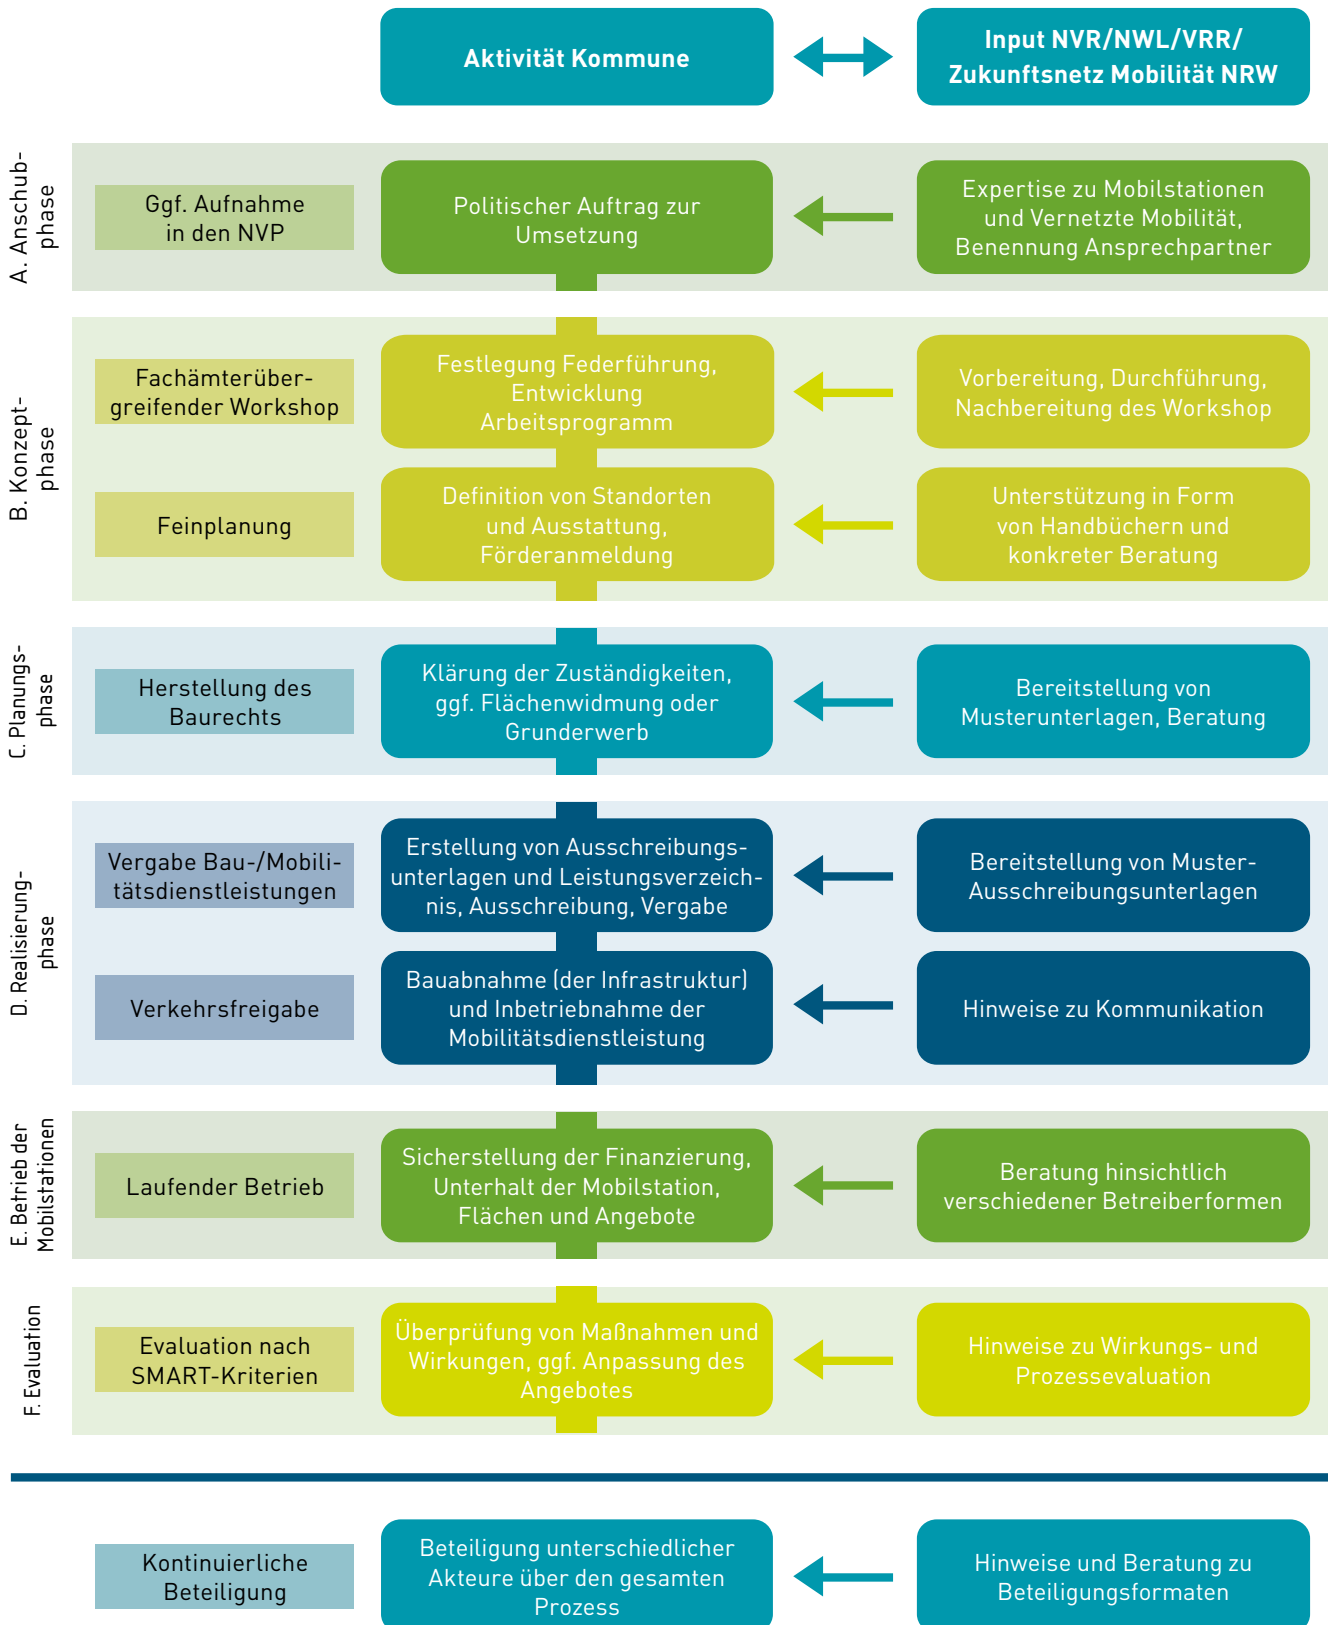 Aktivität Kommune
Input NVR/NWL/VRR/
Zukunftsnetz Mobilität NRW
A. Anschub-
phase
Ggf. Aufnahme
in den NVP
Politischer Auftrag zur
Umsetzung
Expertise zu Mobilstationen
und Vernetzte Mobilität,
Benennung Ansprechpartner
B. Konzept-
phase
Fachämterüber-
greifender Workshop
Festlegung Federführung,
Entwicklung
Arbeitsprogramm
Vorbereitung, Durchführung,
Nachbereitung des Workshop
Feinplanung
Definition von Standorten
und Ausstattung,
Förderanmeldung
Unterstützung in Form
von Handbüchern und
konkreter Beratung
C. Planungs-
phase
Herstellung des
Baurechts
Klärung der Zuständigkeiten,
ggf. Flächenwidmung oder
Grunderwerb
Bereitstellung von
Musterunterlagen, Beratung
D. Realisierung-
phase
Vergabe Bau-/Mobili-
tätsdienstleistungen
Erstellung von Ausschreibungs-
unterlagen und Leistungsverzeich-
nis, Ausschreibung, Vergabe
Bereitstellung von Muster-
Ausschreibungsunterlagen
Verkehrsfreigabe
Bauabnahme (der Infrastruktur)
und Inbetriebnahme der
Mobilitätsdienstleistung
Hinweise zu Kommunikation
E. Betrieb der
Mobilstationen
Laufender Betrieb
Sicherstellung der Finanzierung,
Unterhalt der Mobilstation,
Flächen und Angebote
Beratung hinsichtlich
verschiedener Betreiberformen
F. Evaluation
Evaluation nach
SMART-Kriterien
Überprüfung von Maßnahmen und
Wirkungen, ggf. Anpassung des
Angebotes
Hinweise zu Wirkungs- und
Prozessevaluation
Kontinuierliche
Beteiligung
Beteiligung unterschiedlicher
Akteure über den gesamten
Prozess
Hinweise und Beratung zu
Beteiligungsformaten